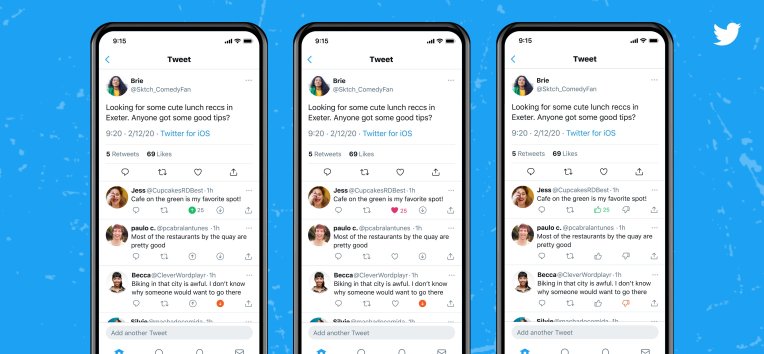 9:15
Tweet
Brie
@Sktch_ComedyFan
Looking for some cute lunch reccs in
Exeter. Anyone got some good tips?
9:20 · 2/12/20 · Twitter for iOS
5 Retweets 69 Likes
Jess @CupcakesRDBest · 1h
Cafe on the green is my favorite spot!
25
paulo c. @pcabralantunes · 1h
Most of the restaurants by the quay are
pretty good
Becca @CleverWordplayr · 1h
Biking in that city is awful. I don't know
why someone would want to go there
Add another Tweet
9:15
Tweet
Brie
@Sktch_ComedyFan
Looking for some cute lunch reccs in
Exeter. Anyone got some good tips?
9:20 · 2/12/20 · Twitter for iOS
5 Retweets 69 Likes
Jess @CupcakesRDBest · 1h
Cafe on the green is my favorite spot!
25
paulo c. @pcabralantunes · 1h
Most of the restaurants by the quay are
pretty good
Becca @CleverWordplayr · 1h
Biking in that city is awful. I don't know
why someone would want to go there
Add another Tweet
9:15
Tweet
Brie
@Sktch_ComedyFan
Looking for some cute lunch reccs in
Exeter. Anyone got some good tips?
9:20 · 2/12/20 · Twitter for iOS
5 Retweets 69 Likes
Jess @CupcakesRDBest · 1h
Cafe on the green is my favorite spot!
25
paulo c. @pcabralantunes · 1h
Most of the restaurants by the quay are
pretty good
Becca @CleverWordplayr · 1h
Biking in that city is awful. I don't know
why someone would want to go there
Add another Tweet